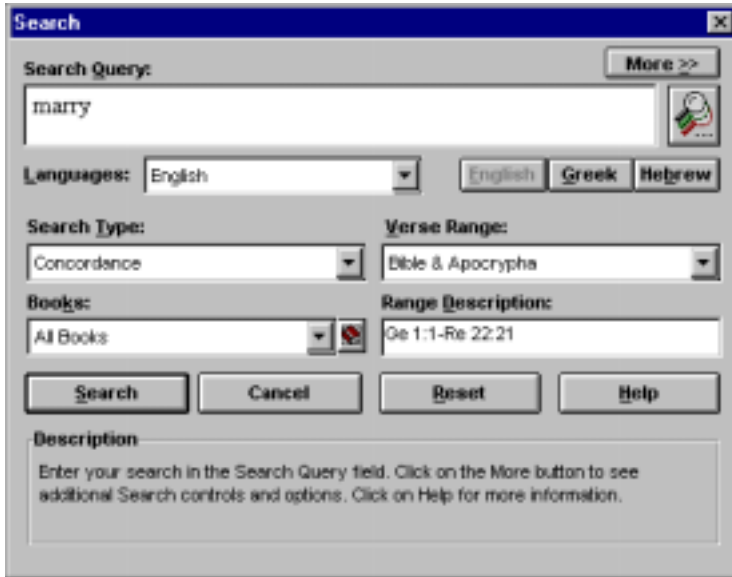 Search
Search Query:
More >>
marry
Languages: English English Greek Hebrew
Search Type: Verse Range:
Concordance Bible & Apocrypha
Books: Range Description:
All Books Ge 1:1-Re 22:21
Search Cancel Reset Help
Description
Enter your search in the Search Query field. Click on the More button to see
additional Search controls and options. Click on Help for more information.